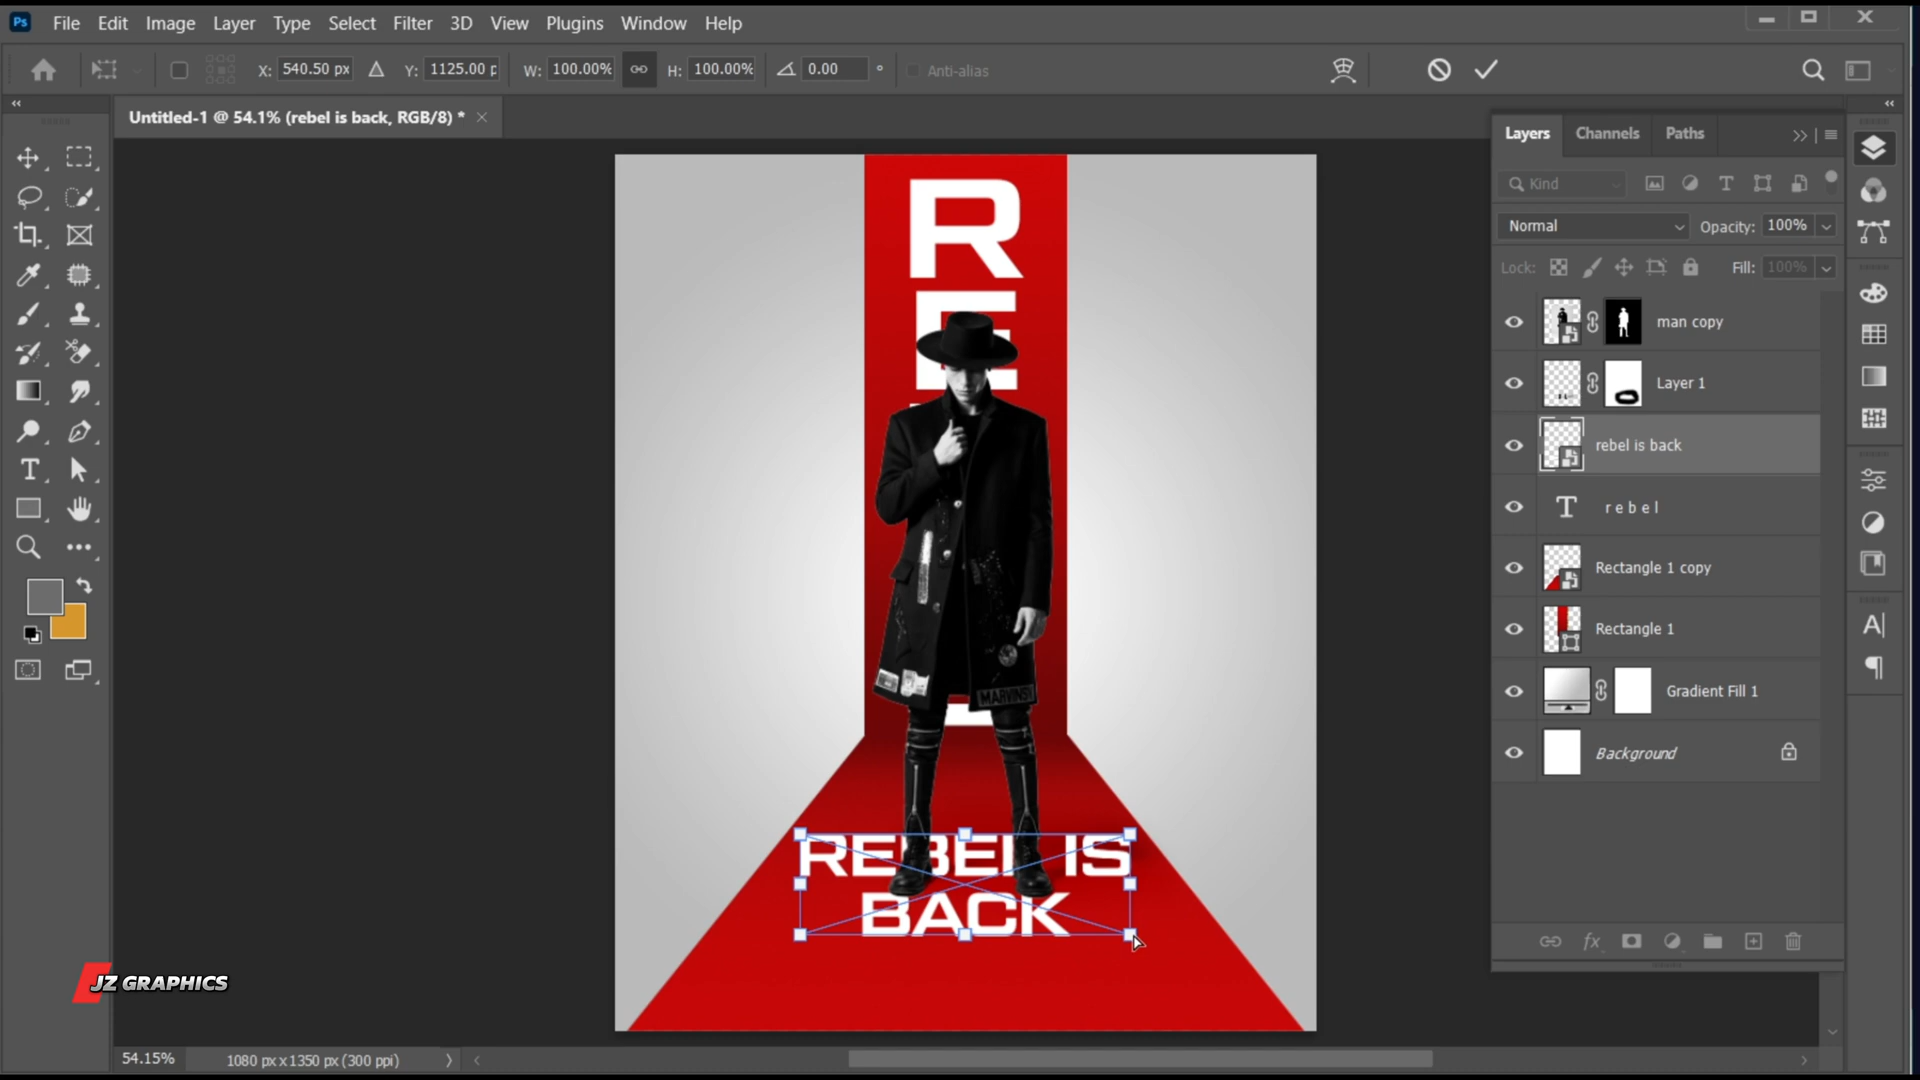 Ps File Edit Image Layer Type Select Filter 3D View Plugins Window Help
X: 540.50 px Y: 1125.00 p W: 100.00% H: 100.00% 0.00 ° Anti-alias
Untitled-1 @ 54.1% (rebel is back, RGB/8) *
R
E
MARVINS
REBEL IS
BACK
JZ GRAPHICS
Layers Channels Paths
Kind
Normal Opacity: 100%
Lock: Fill: 100%
man copy
Layer 1
rebel is back
T r e b e l
Rectangle 1 copy
Rectangle 1
Gradient Fill 1
Background
fx
54.15% 1080 px x 1350 px (300 ppi)